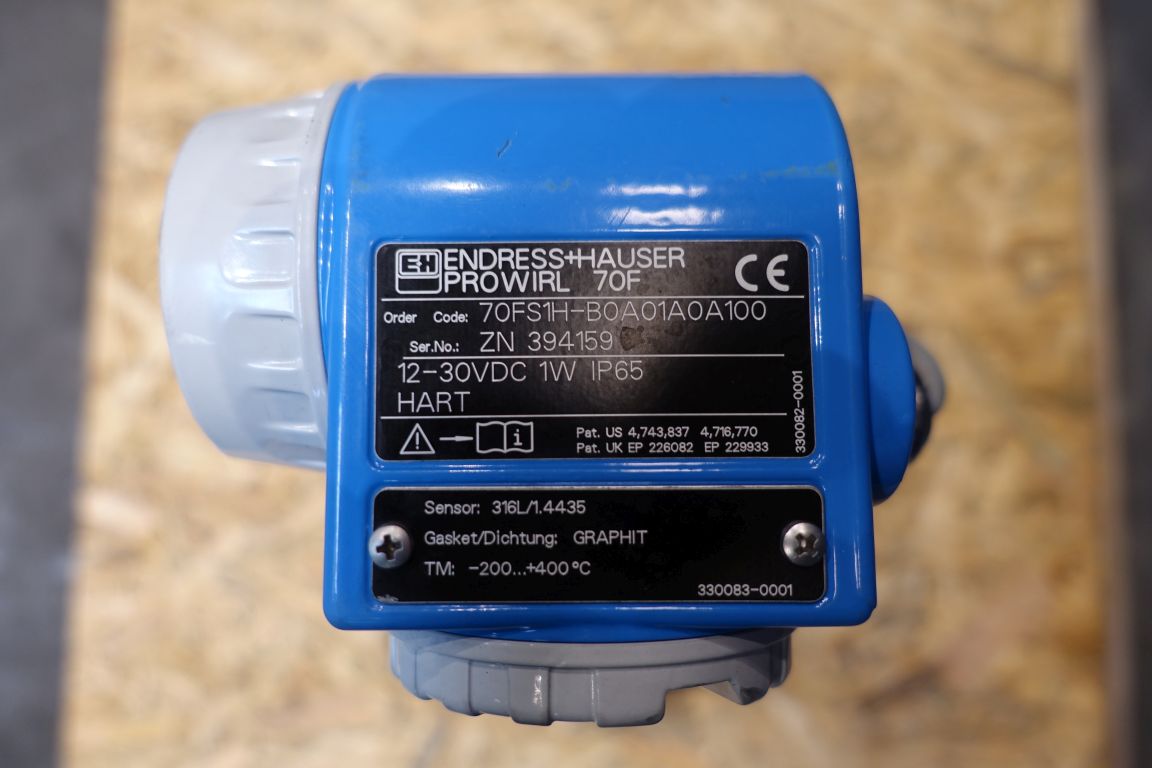 EH ENDRESS+HAUSER
PROWIRL 70F
CE
Order Code: 70FS1H-B0A01A0A100
Ser.No.: ZN 394159
12-30VDC 1W IP65
HART
i
Pat. US 4,743,837 4,716,770
Pat. UK EP 226082 EP 229933
330082-0001
Sensor: 316L/1.4435
Gasket/Dichtung: GRAPHIT
TM: -200...+400°C
330083-0001